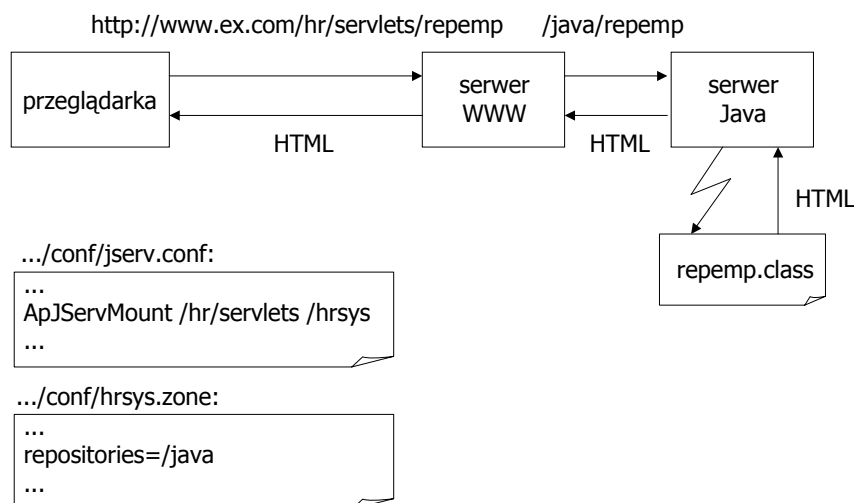 http://www.ex.com/hr/servlets/repemp /java/repemp
przeglądarka
serwer
WWW
serwer
Java
HTML
HTML
HTML
repemp.class
.../conf/jserv.conf:
...
ApJServMount /hr/servlets /hrsys
...
.../conf/hrsys.zone:
...
repositories=/java
...